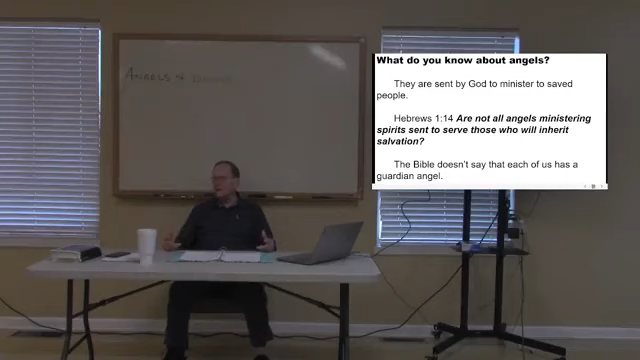 ANGELS &
What do you know about angels?
They are sent by God to minister to saved
people.
Hebrews 1:14 Are not all angels ministering
spirits sent to serve those who will inherit
salvation?
The Bible doesn't say that each of us has a
guardian angel.